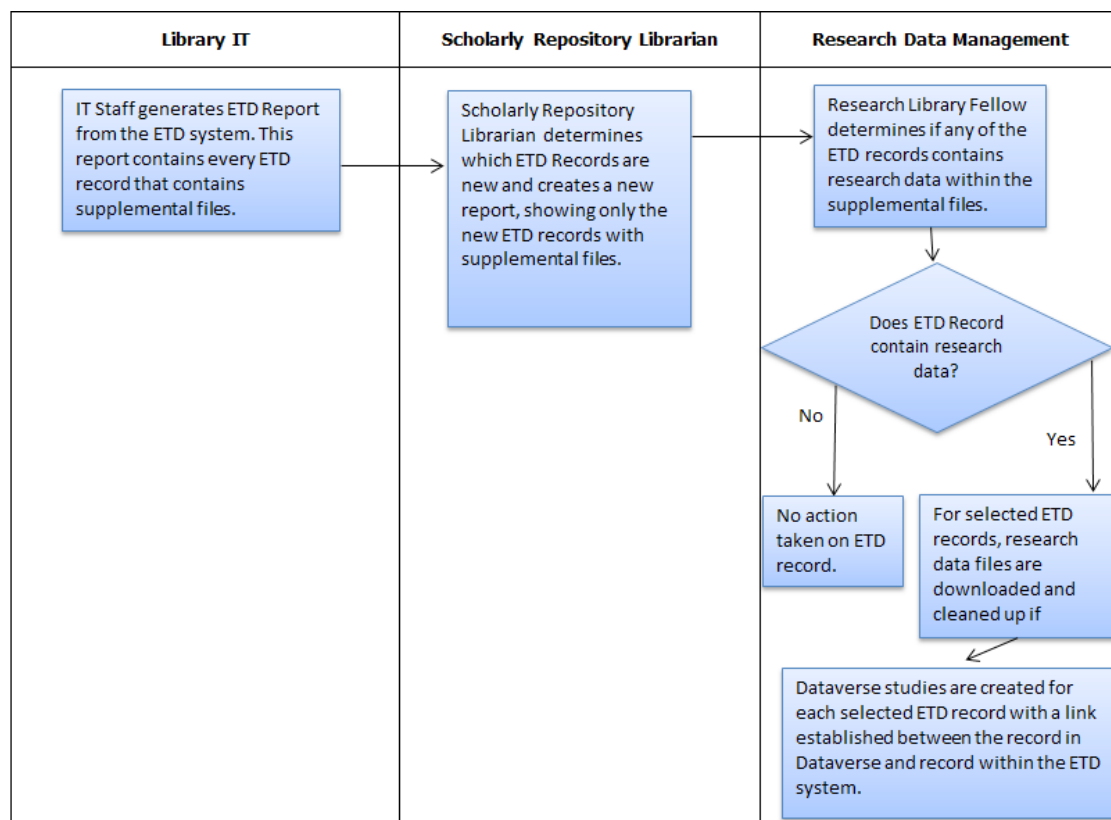 Library IT
Scholarly Repository Librarian
Research Data Management
IT Staff generates ETD Report
from the ETD system. This
report contains every ETD
record that contains
supplemental files.
Scholarly Repository
Librarian determines
which ETD Records are
new and creates a new
report, showing only the
new ETD records with
supplemental files.
Research Library Fellow
determines if any of the
ETD records contains
research data within the
supplemental files.
Does ETD Record
contain research
data?
No
Yes
No action
taken on ETD
record.
For selected ETD
records, research
data files are
downloaded and
cleaned up if
Dataverse studies are created for
each selected ETD record with a link
established between the record in
Dataverse and record within the ETD
system.